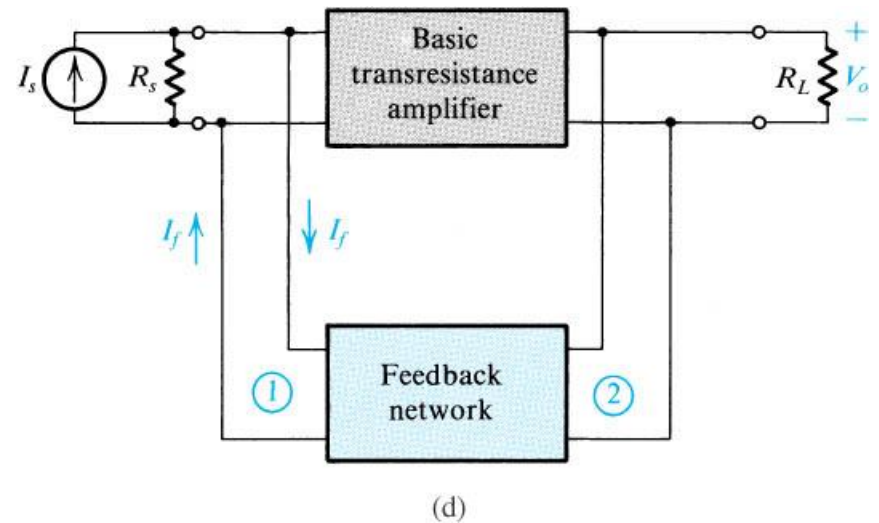 Basic
transresistance
amplifier
I_s
R_s
R_L
+
V_o
−
I_f
I_f
Feedback
network
①
②
(d)